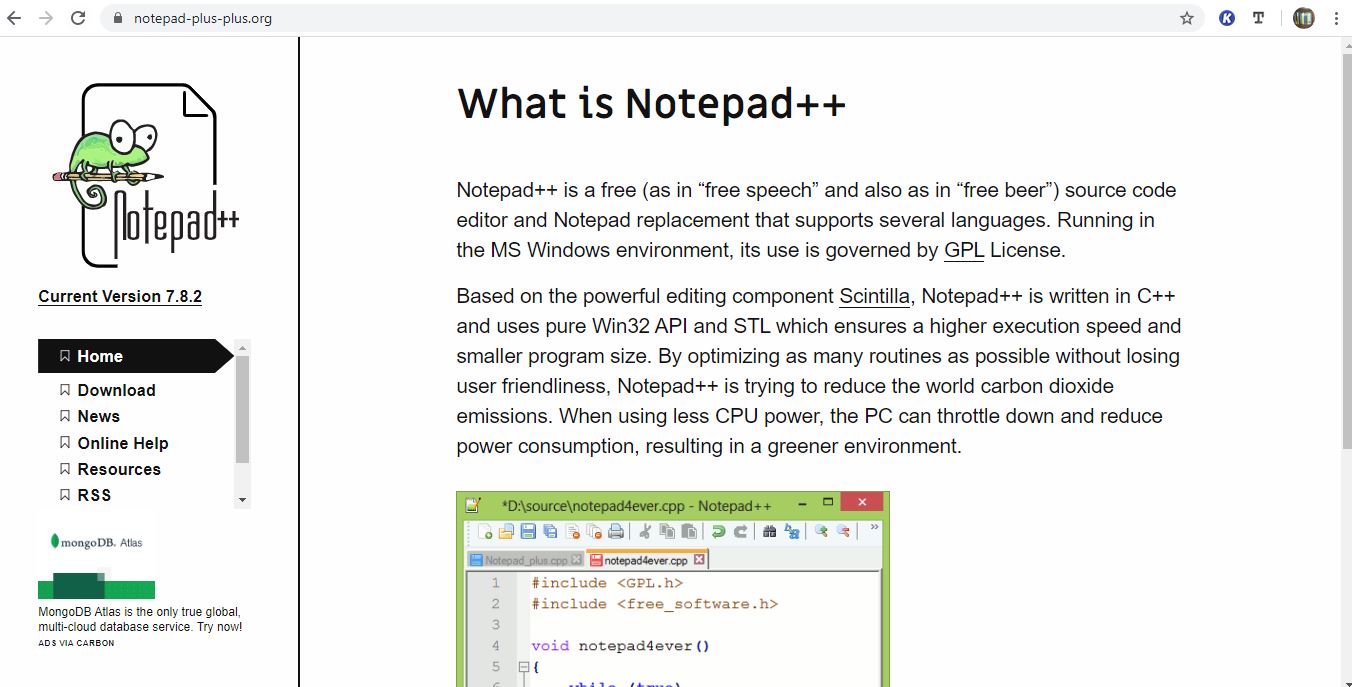 notepad-plus-plus.org
Notepad++
Current Version 7.8.2
Home
Download
News
Online Help
Resources
RSS
mongoDB. Atlas
MongoDB Atlas is the only true global,
multi-cloud database service. Try now!
ADS VIA CARBON
What is Notepad++
Notepad++ is a free (as in “free speech” and also as in “free beer”) source code
editor and Notepad replacement that supports several languages. Running in
the MS Windows environment, its use is governed by GPL License.
Based on the powerful editing component Scintilla, Notepad++ is written in C++
and uses pure Win32 API and STL which ensures a higher execution speed and
smaller program size. By optimizing as many routines as possible without losing
user friendliness, Notepad++ is trying to reduce the world carbon dioxide
emissions. When using less CPU power, the PC can throttle down and reduce
power consumption, resulting in a greener environment.
*D:\source\notepad4ever.cpp - Notepad++
Notepad_plus.cpp notepad4ever.cpp
1 #include <GPL.h>
2 #include <free_software.h>
3
4 void notepad4ever()
5 {
6 while (true)